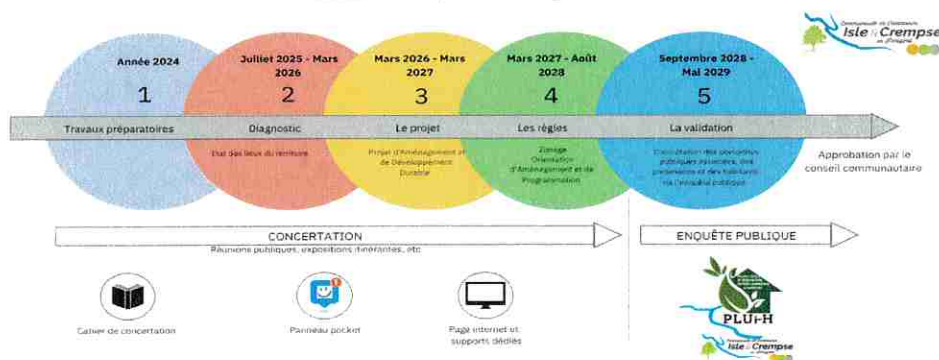 Communauté de Communes
Isle & Crempse
en Périgord
Année 2024
1
Travaux préparatoires
Juillet 2025 - Mars
2026
2
Diagnostic
Etat des lieux du territoire
Mars 2026 - Mars
2027
3
Le projet
Projet d'Aménagement et
de Développement
Durable
Mars 2027 - Août
2028
4
Les règles
Zonage
Orientation
d'Aménagement et de
Programmation
Septembre 2028 -
Mai 2029
5
La validation
Consultation des personnes
publiques associées, des
et des habitants
via l'enquête publique
Approbation par le
conseil communautaire
CONCERTATION
Réunions publiques, expositions itinérantes, etc
ENQUÊTE PUBLIQUE
Cahier de concertation
1
Panneau pocket
Page internet et
supports dédiés
PLUi-H
Isle & Crempse